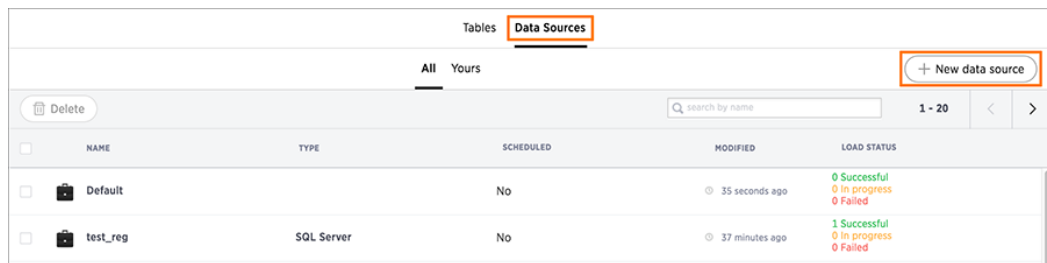 Tables Data Sources
All Yours
+ New data source
Delete
search by name
1 - 20
NAME TYPE SCHEDULED MODIFIED LOAD STATUS
Default No 35 seconds ago 0 Successful
0 In progress
0 Failed
test_reg SQL Server No 37 minutes ago 1 Successful
0 In progress
0 Failed